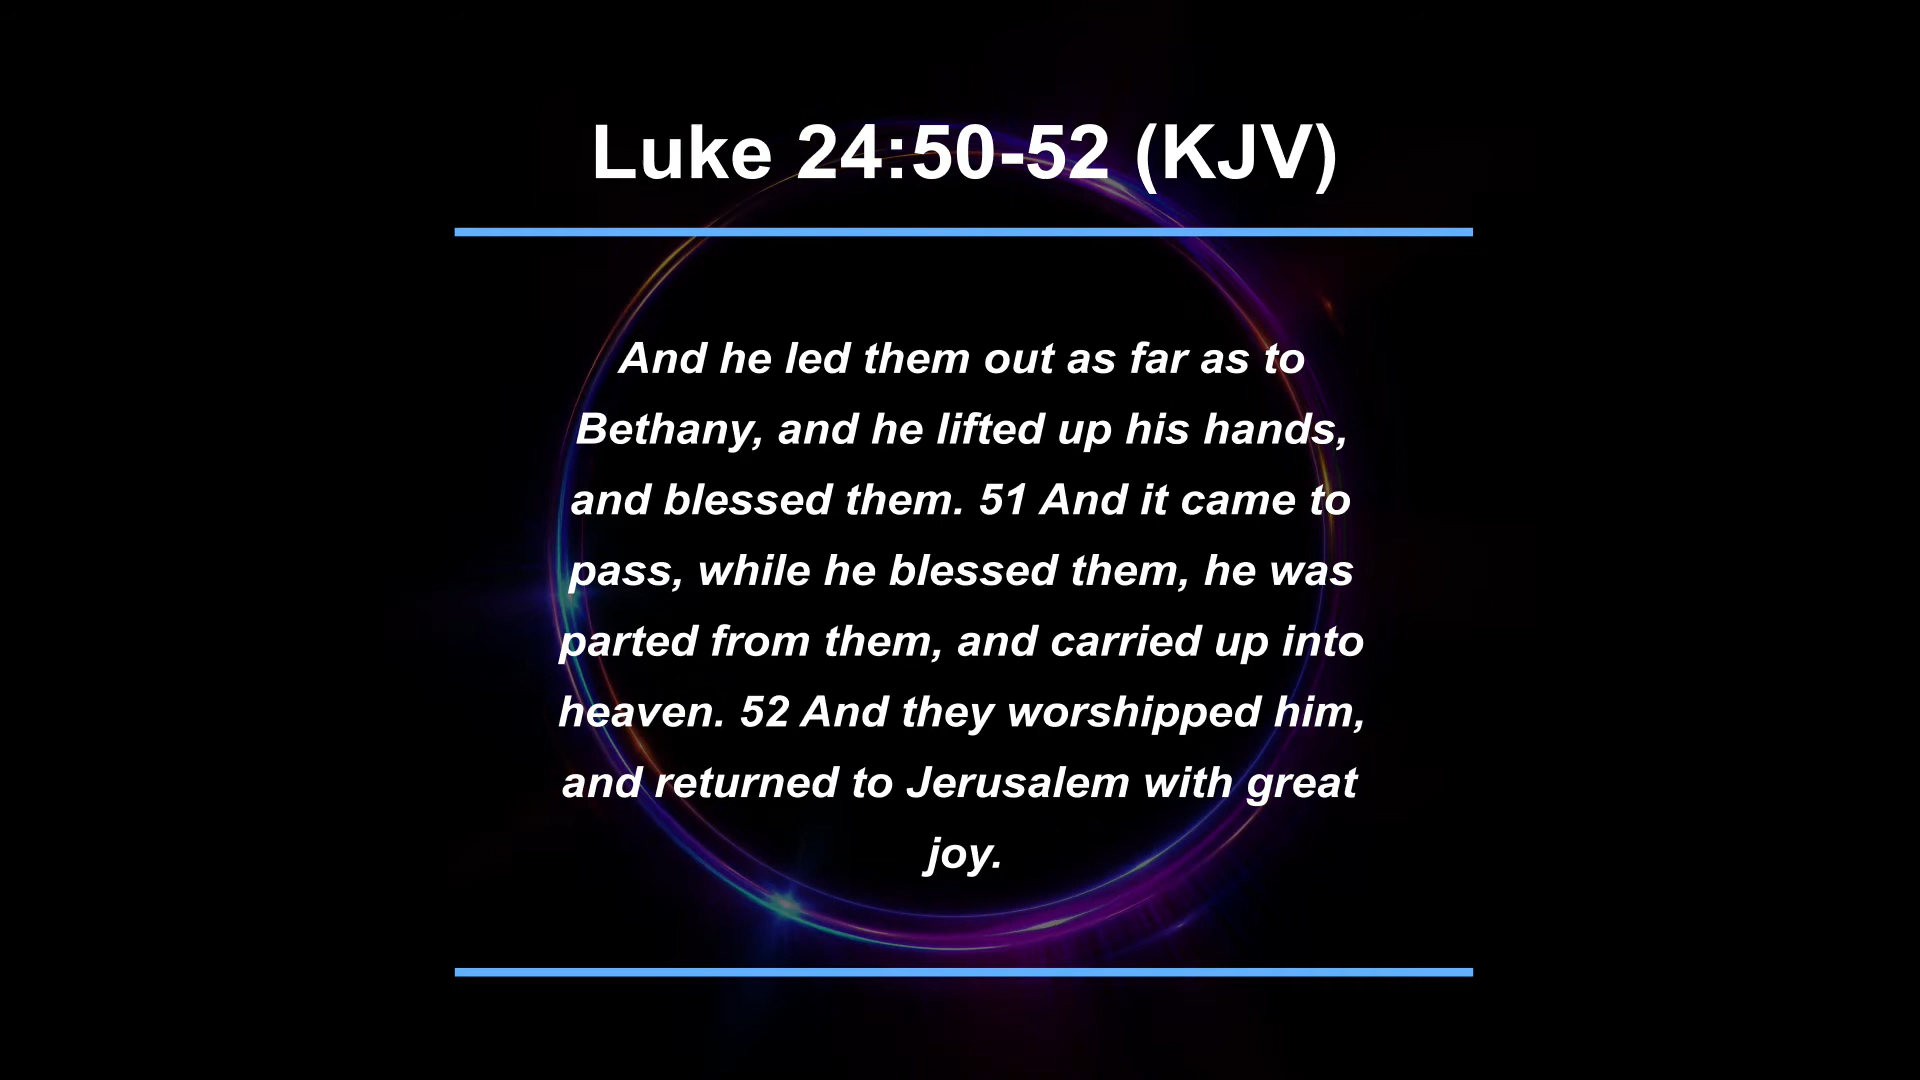 Luke 24:50-52 (KJV)
And he led them out as far as to
Bethany, and he lifted up his hands,
and blessed them. 51 And it came to
pass, while he blessed them, he was
parted from them, and carried up into
heaven. 52 And they worshipped him,
and returned to Jerusalem with great
joy.